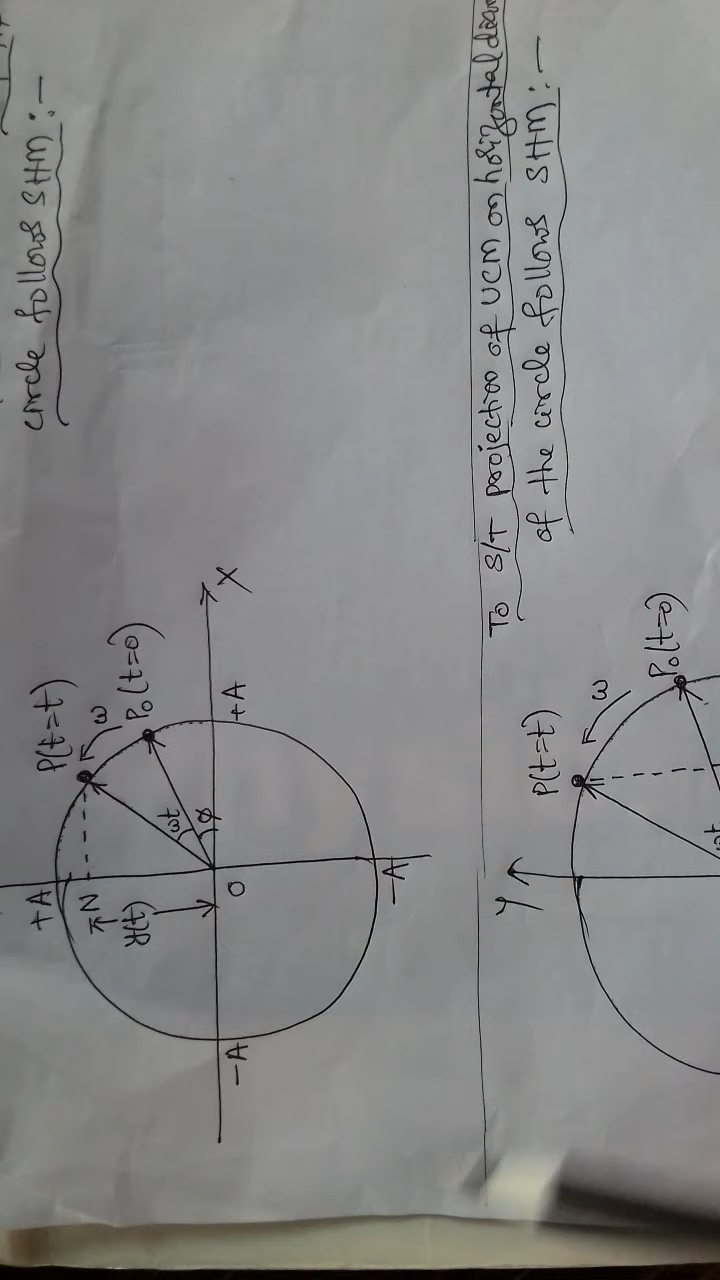 circle follows SHM :-
P(t=t)
ω
P₀(t=0)
+A
N
ωt
φ
y(t)
O
+A
X
-A
-A
To S/T projection of UCM on horizontal
of the circle follows SHM :-
Y
P(t=t)
ω
P₀(t=0)
ωt